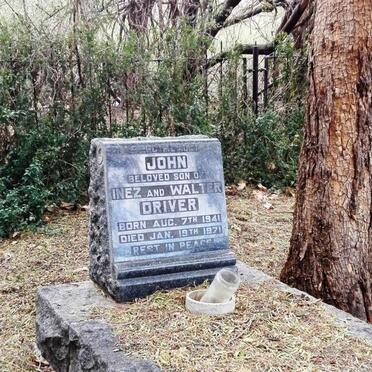 JOHN
BELOVED SON OF
INEZ AND WALTER
DRIVER
BORN AUG. 7TH 1941
DIED JAN. 19TH 1971
REST IN PEACE